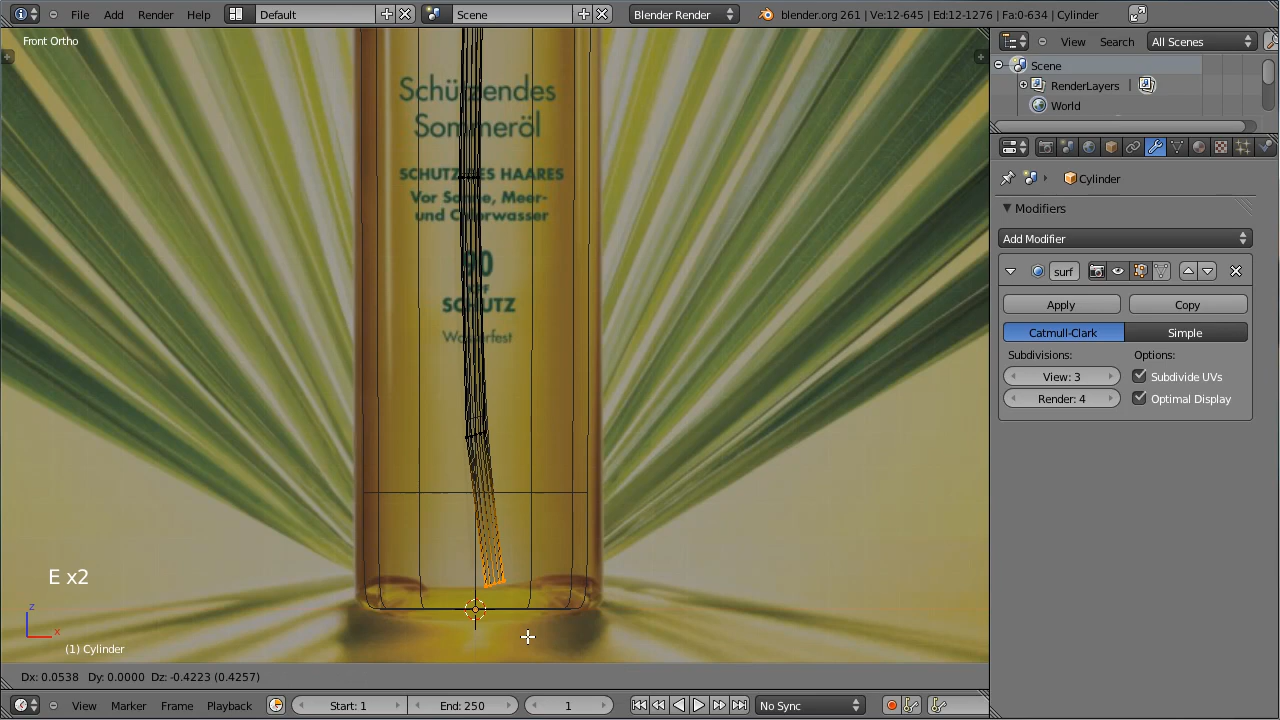 File Add Render Help Default Scene Blender Render blender.org 261 | Ve:12-645 | Ed:12-1276 | Fa:0-634 | Cylinder
Front Ortho
View Search All Scenes
Scene
RenderLayers
World
Cylinder
Modifiers
Add Modifier
surf
Apply Copy
Catmull-Clark Simple
Subdivisions: Options:
View: 3 Subdivide UVs
Render: 4 Optimal Display
Schützendes
Sommeröl
SCHUTZ DES HAARES
Vor Sonne, Meer-
und Chlorwasser
90
SCHUTZ
Wasserfest
E x2
z
x
(1) Cylinder
Dx: 0.0538 Dy: 0.0000 Dz: -0.4223 (0.4257)
View Marker Frame Playback Start: 1 End: 250 1 No Sync